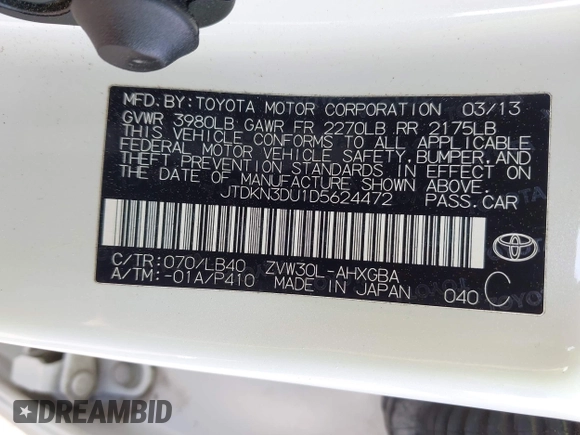 MFD.BY:TOYOTA MOTOR CORPORATION 03/13
GVWR 3980LB GAWR FR 2270LB RR 2175LB
THIS VEHICLE CONFORMS TO ALL APPLICABLE
FEDERAL MOTOR VEHICLE SAFETY,BUMPER,AND
THEFT PREVENTION STANDARDS IN EFFECT ON
THE DATE OF MANUFACTURE SHOWN ABOVE.
JTDKN3DU1D5624472 PASS.CAR
C/TR:070/LB40 ZVW30L-AHXGBA
A/TM:-01A/P410 MADE IN JAPAN 040 C
DREAMBID